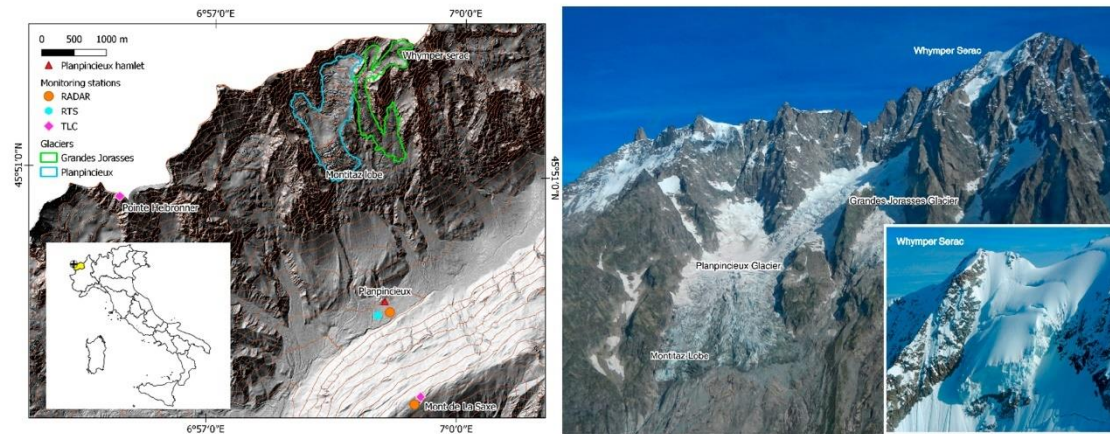 6°57'0"E
7°0'0"E
0 500 1000 m
Planpincieux hamlet
Monitoring stations
RADAR
RTS
TLC
Glaciers
Grandes Jorasses
Planpincieux
Whymper serac
Montitaz lobe
45°51'0"N
45°51'0"N
Pointe Helbronner
Planpincieux
Mont de La Saxe
6°57'0"E
7°0'0"E
Whymper Serac
Grandes Jorasses Glacier
Planpincieux Glacier
Montitaz Lobe
Whymper Serac